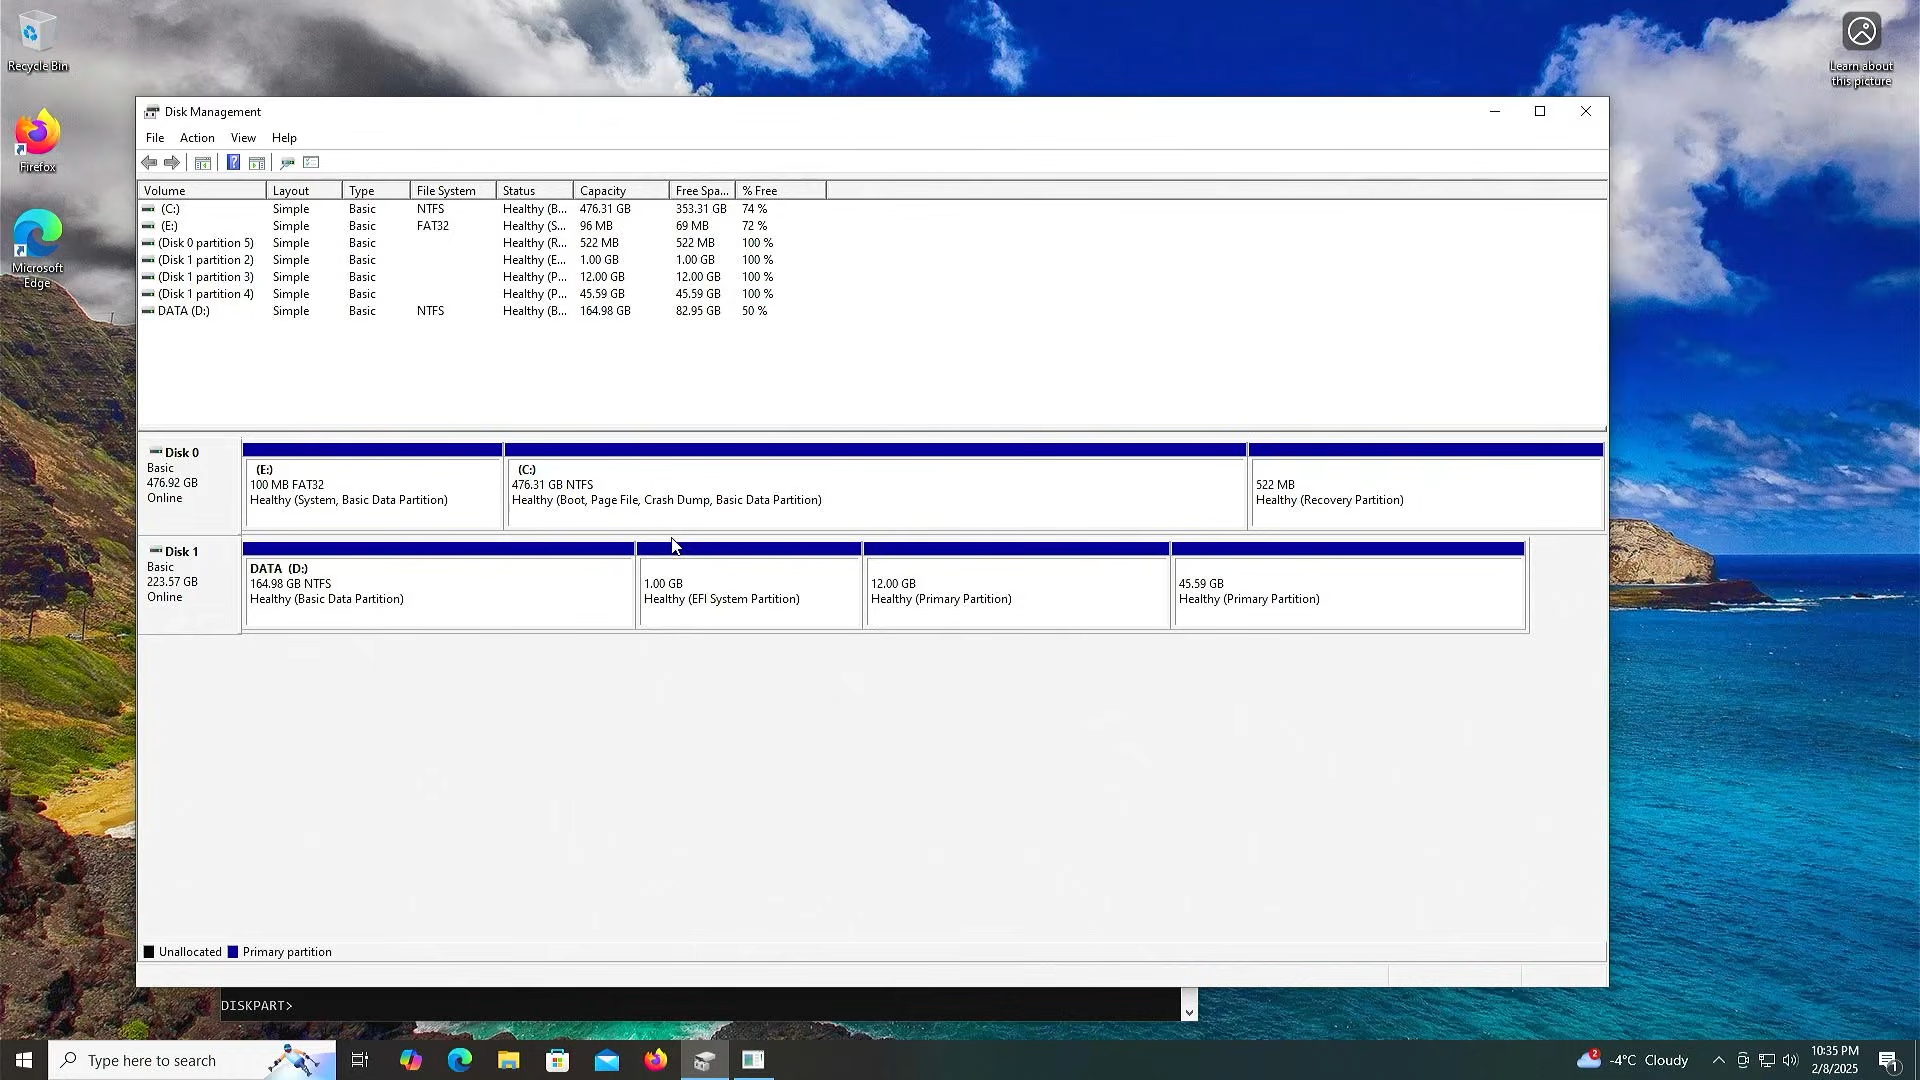 Recycle Bin
Learn about
this picture
Firefox
Microsoft
Edge
Disk Management
File Action View Help
Volume Layout Type File System Status Capacity Free Spa... % Free
(C:) Simple Basic NTFS Healthy (B... 476.31 GB 353.31 GB 74 %
(E:) Simple Basic FAT32 Healthy (S... 96 MB 69 MB 72 %
(Disk 0 partition 5) Simple Basic Healthy (R... 522 MB 522 MB 100 %
(Disk 1 partition 2) Simple Basic Healthy (E... 1.00 GB 1.00 GB 100 %
(Disk 1 partition 3) Simple Basic Healthy (P... 12.00 GB 12.00 GB 100 %
(Disk 1 partition 4) Simple Basic Healthy (P... 45.59 GB 45.59 GB 100 %
DATA (D:) Simple Basic NTFS Healthy (B... 164.98 GB 82.95 GB 50 %
Disk 0
Basic
476.92 GB
Online
(E:)
100 MB FAT32
Healthy (System, Basic Data Partition)
(C:)
476.31 GB NTFS
Healthy (Boot, Page File, Crash Dump, Basic Data Partition)
522 MB
Healthy (Recovery Partition)
Disk 1
Basic
223.57 GB
Online
DATA (D:)
164.98 GB NTFS
Healthy (Basic Data Partition)
1.00 GB
Healthy (EFI System Partition)
12.00 GB
Healthy (Primary Partition)
45.59 GB
Healthy (Primary Partition)
Unallocated Primary partition
DISKPART>
Type here to search
2
-4°C Cloudy
10:35 PM
2/8/2025
1